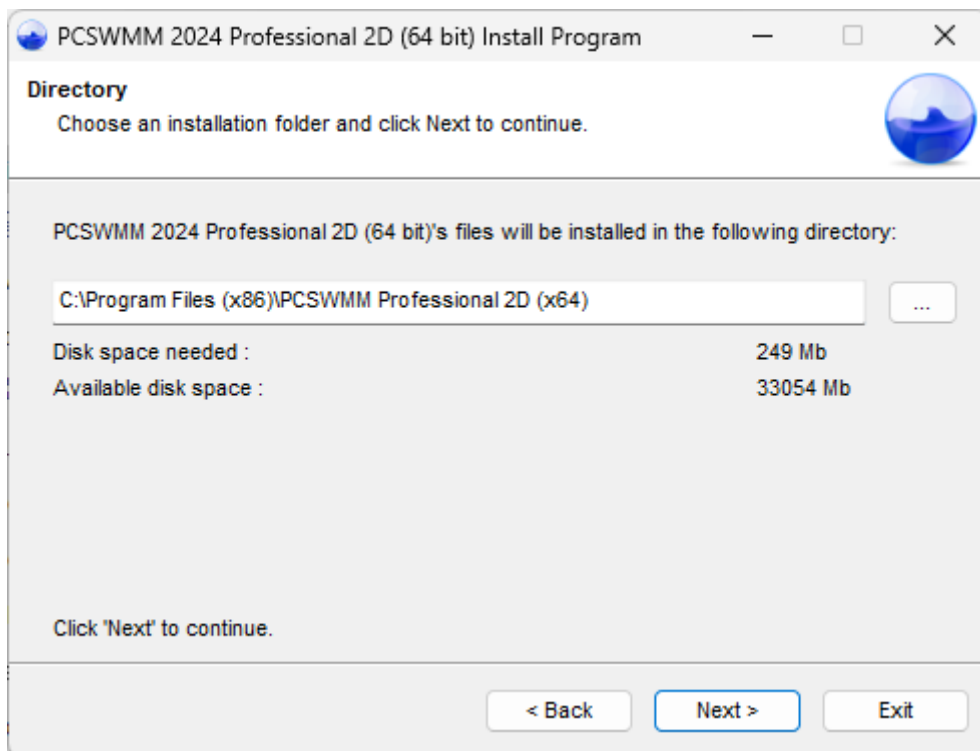 PCSWMM 2024 Professional 2D (64 bit) Install Program
Directory
Choose an installation folder and click Next to continue.
PCSWMM 2024 Professional 2D (64 bit)'s files will be installed in the following directory:
C:\Program Files (x86)\PCSWMM Professional 2D (x64)
...
Disk space needed : 249 Mb
Available disk space : 33054 Mb
Click 'Next' to continue.
< Back Next > Exit